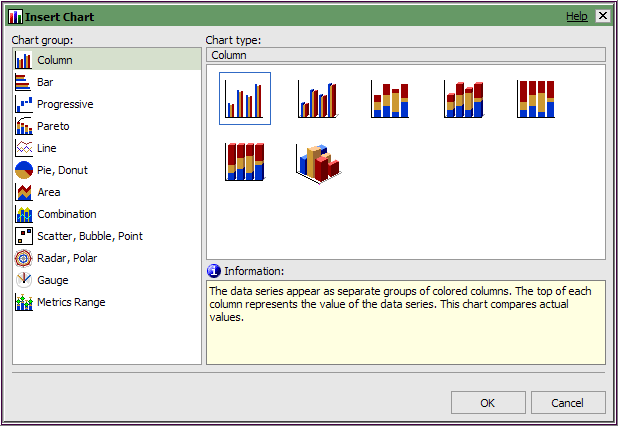 Insert Chart
Help
Chart group:
Column
Bar
Progressive
Pareto
Line
Pie, Donut
Area
Combination
Scatter, Bubble, Point
Radar, Polar
Gauge
Metrics Range
Chart type:
Column
Information:
The data series appear as separate groups of colored columns. The top of each
column represents the value of the data series. This chart compares actual
values.
OK
Cancel